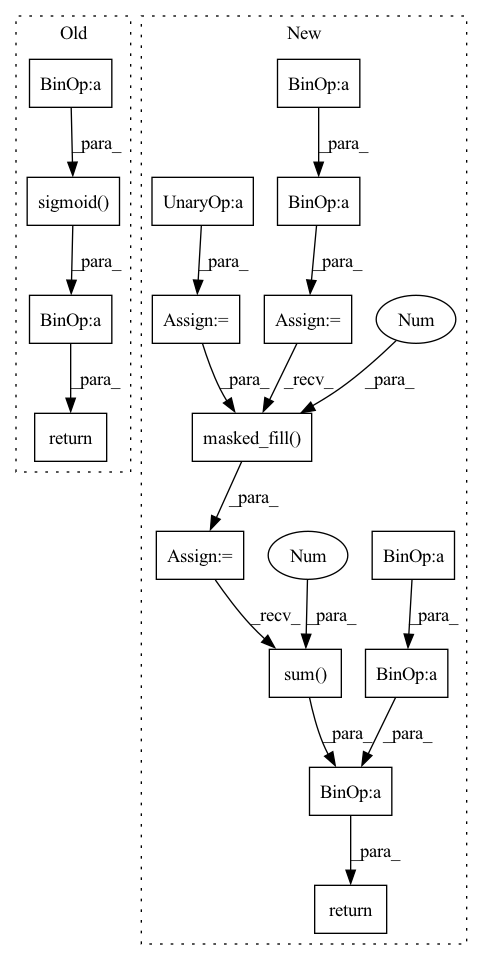 Old
New
BinOp:a
BinOp:a
_para_
_para_
sigmoid()
UnaryOp:a
BinOp:a
_para_
_para_
_para_
BinOp:a
Assign:=
Assign:=
Num
_para_
_para_
_recv_
_para_
return
masked_fill()
_para_
Assign:=
Num
BinOp:a
_recv_
_para_
_para_
sum()
BinOp:a
_para_
_para_
BinOp:a
_para_
return